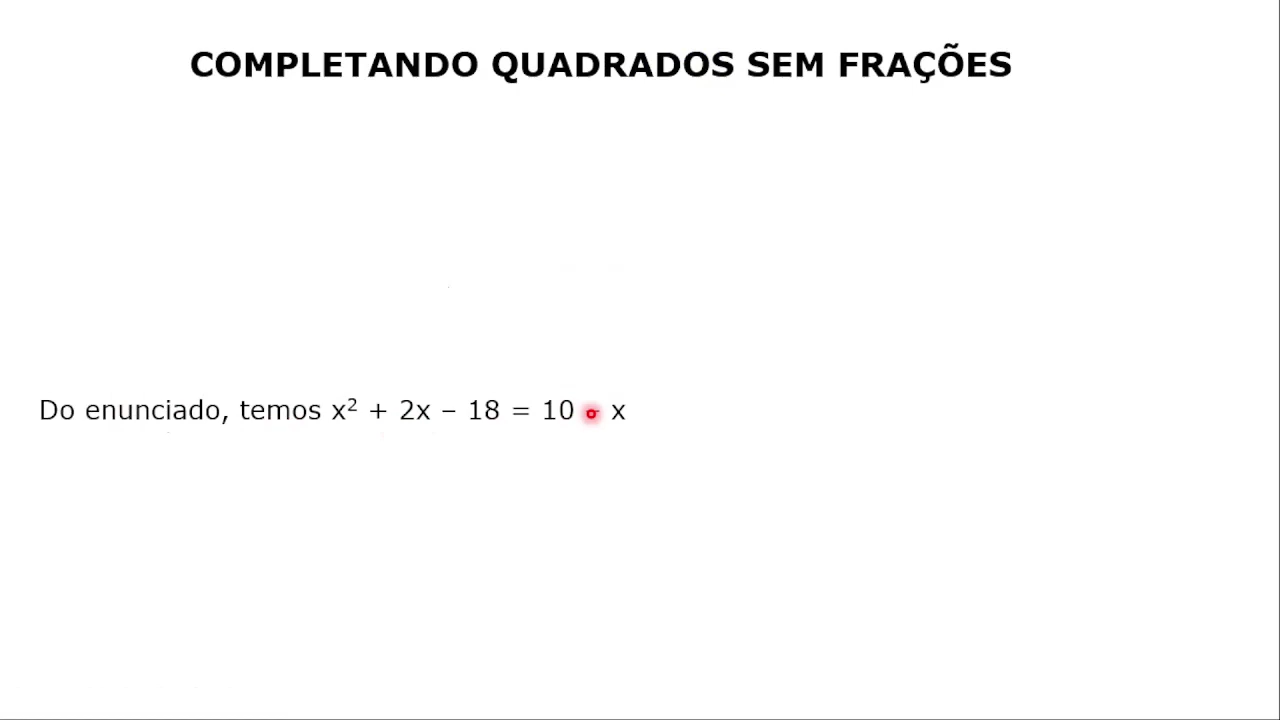 COMPLETANDO QUADRADOS SEM FRAÇÕES
Do enunciado, temos x² + 2x – 18 = 10 – x